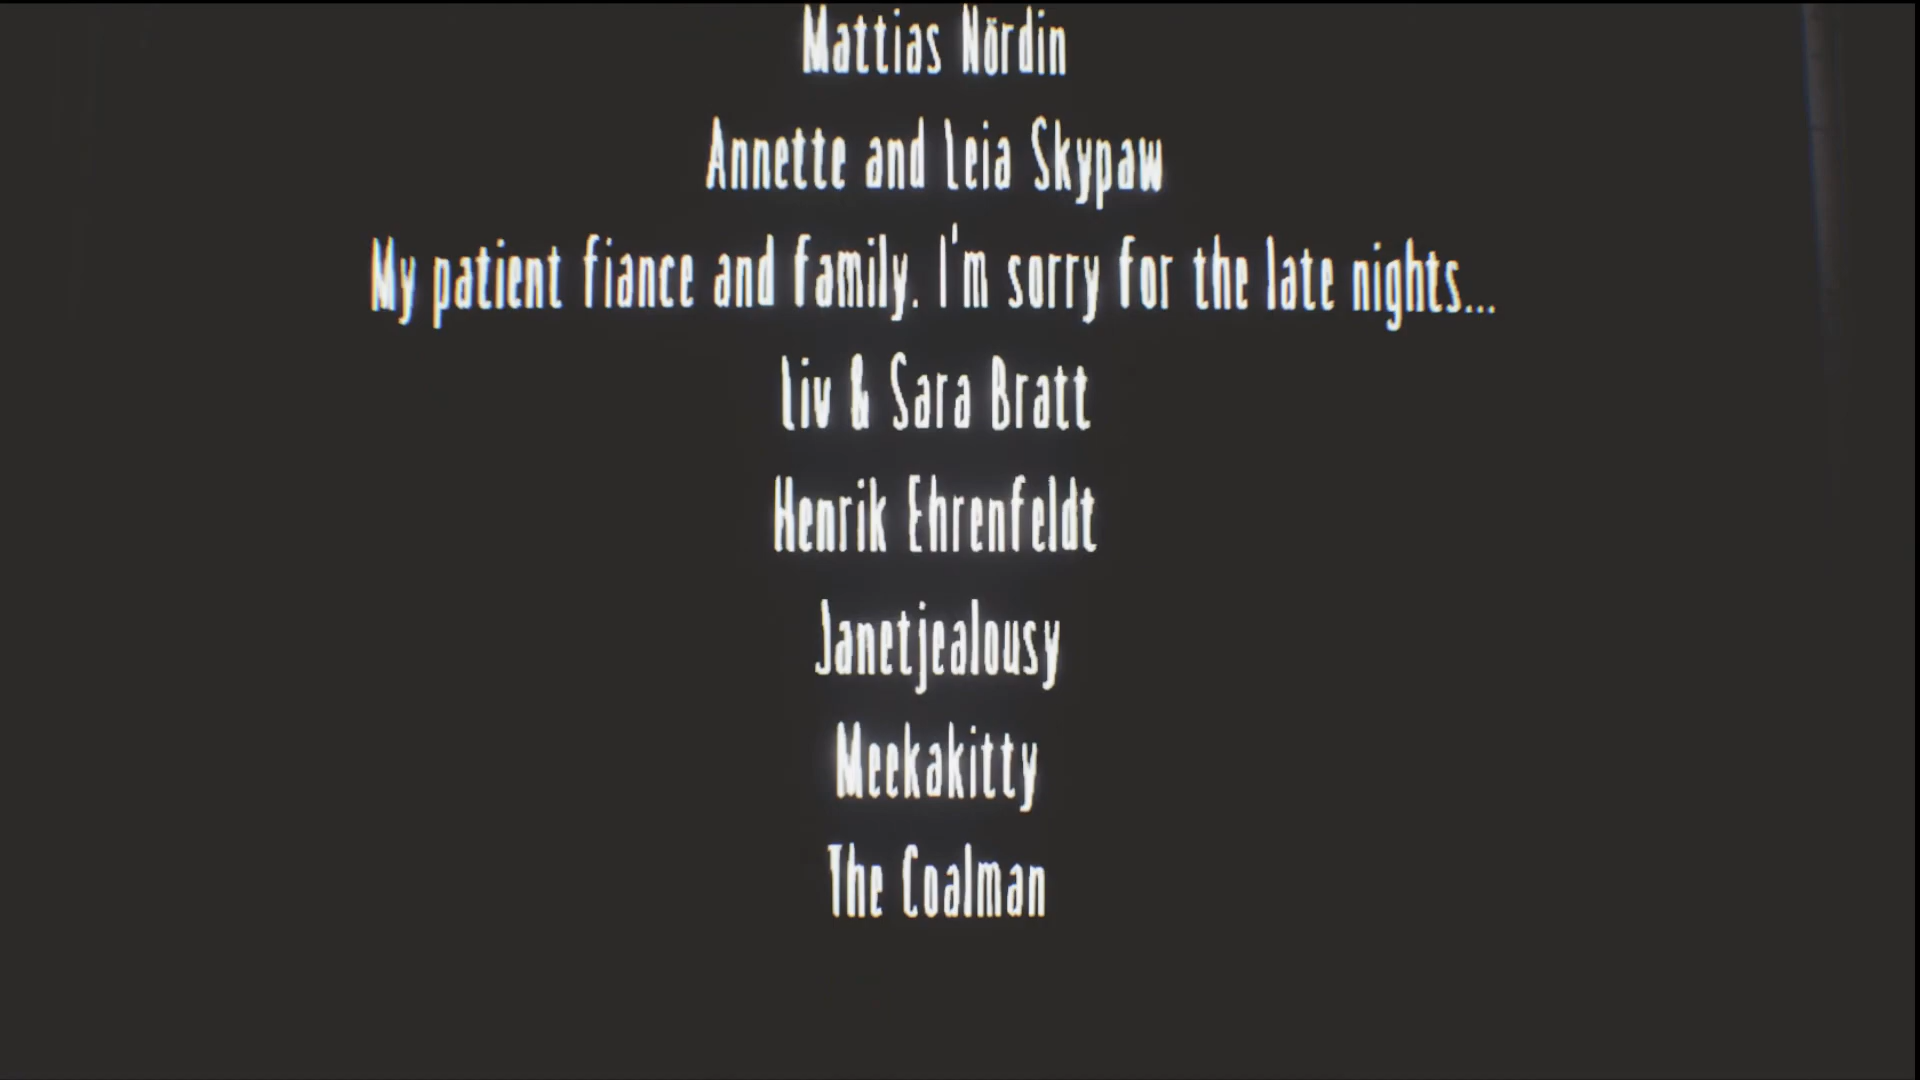 Mattias Nördin
Annette and Leia Skypaw
My patient fiance and family. I'm sorry for the late nights...
Liv & Sara Bratt
Henrik Ehrenfeldt
Janetjealousy
Meekakitty
The Coalman